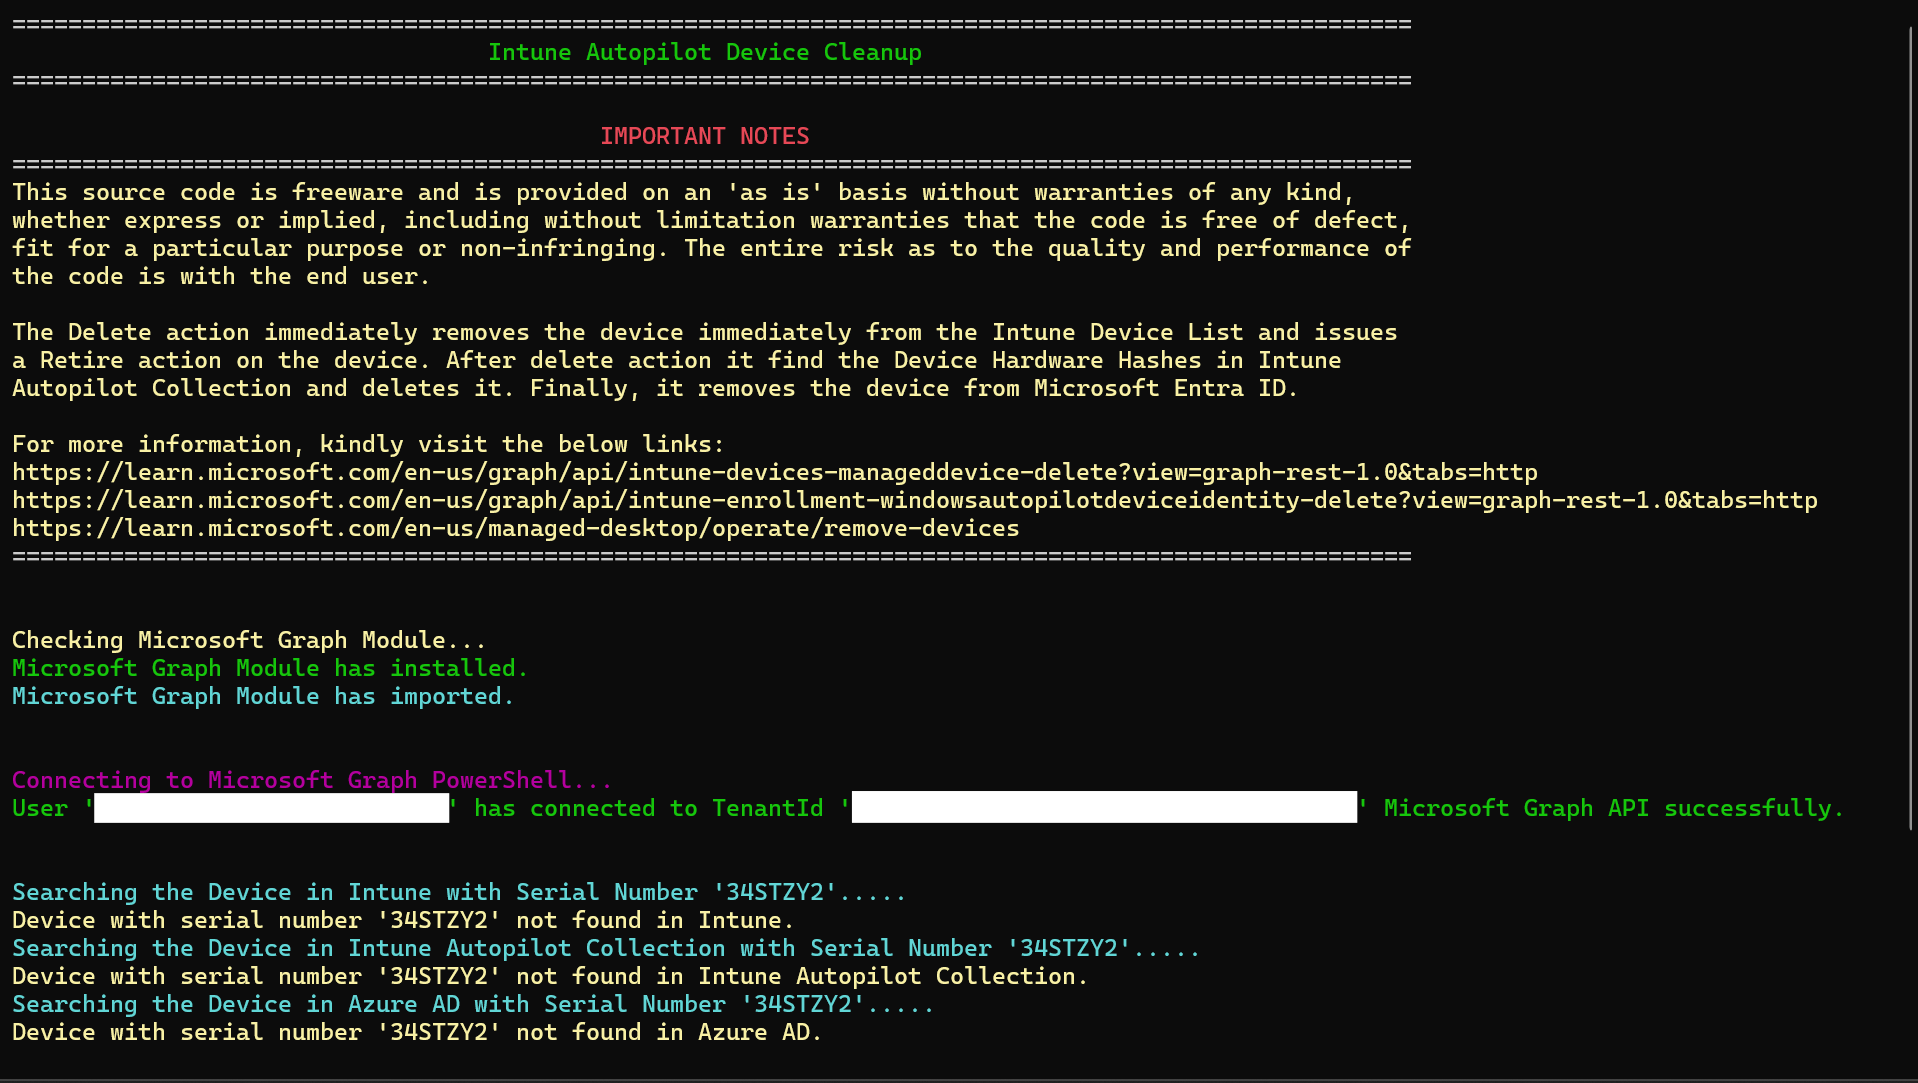 ====================================================================================================
Intune Autopilot Device Cleanup
====================================================================================================
IMPORTANT NOTES
====================================================================================================
This source code is freeware and is provided on an 'as is' basis without warranties of any kind,
whether express or implied, including without limitation warranties that the code is free of defect,
fit for a particular purpose or non-infringing. The entire risk as to the quality and performance of
the code is with the end user.
The Delete action immediately removes the device immediately from the Intune Device List and issues
a Retire action on the device. After delete action it find the Device Hardware Hashes in Intune
Autopilot Collection and deletes it. Finally, it removes the device from Microsoft Entra ID.
For more information, kindly visit the below links:
https://learn.microsoft.com/en-us/graph/api/intune-devices-manageddevice-delete?view=graph-rest-1.0&tabs=http
https://learn.microsoft.com/en-us/graph/api/intune-enrollment-windowsautopilotdeviceidentity-delete?view=graph-rest-1.0&tabs=http
https://learn.microsoft.com/en-us/managed-desktop/operate/remove-devices
====================================================================================================
Checking Microsoft Graph Module...
Microsoft Graph Module has installed.
Microsoft Graph Module has imported.
Connecting to Microsoft Graph PowerShell...
User '' has connected to TenantId '' Microsoft Graph API successfully.
Searching the Device in Intune with Serial Number '34STZY2'.....
Device with serial number '34STZY2' not found in Intune.
Searching the Device in Intune Autopilot Collection with Serial Number '34STZY2'.....
Device with serial number '34STZY2' not found in Intune Autopilot Collection.
Searching the Device in Azure AD with Serial Number '34STZY2'.....
Device with serial number '34STZY2' not found in Azure AD.